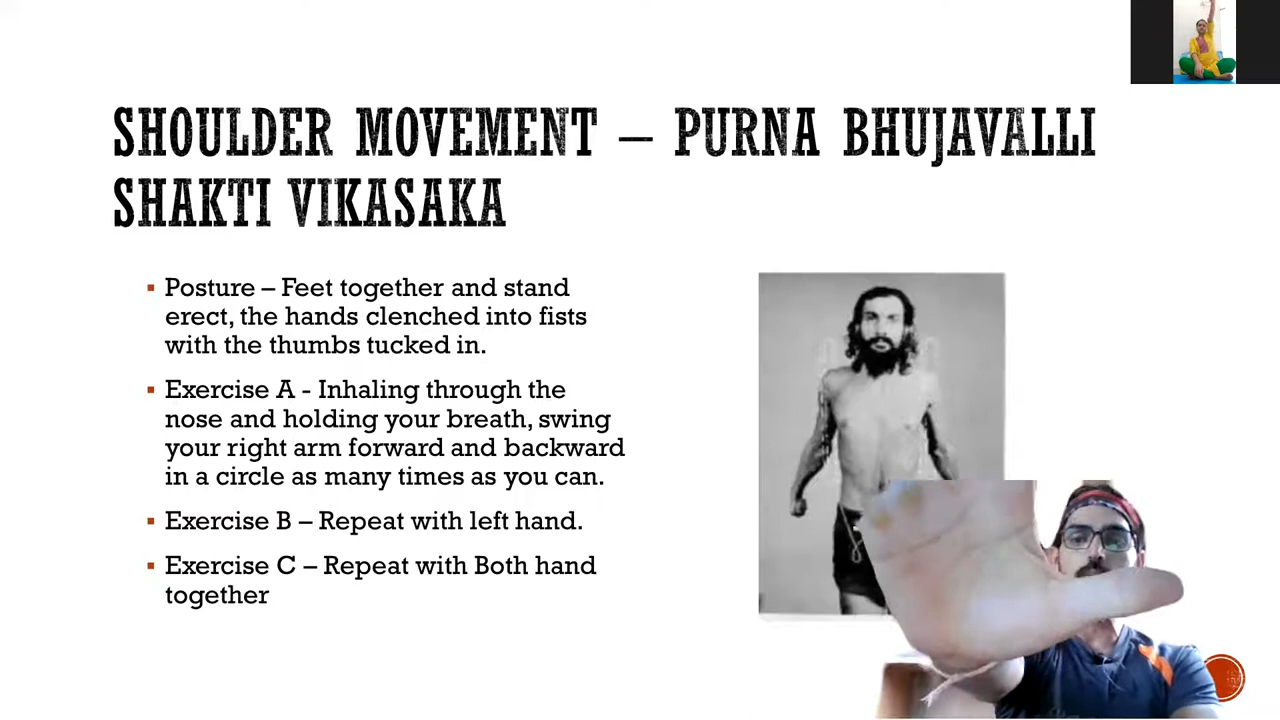 SHOULDER MOVEMENT – PURNA BHUJAVALLI
SHAKTI VIKASAKA
Posture – Feet together and stand
erect, the hands clenched into fists
with the thumbs tucked in.
Exercise A - Inhaling through the
nose and holding your breath, swing
your right arm forward and backward
in a circle as many times as you can.
Exercise B – Repeat with left hand.
Exercise C – Repeat with Both hand
together